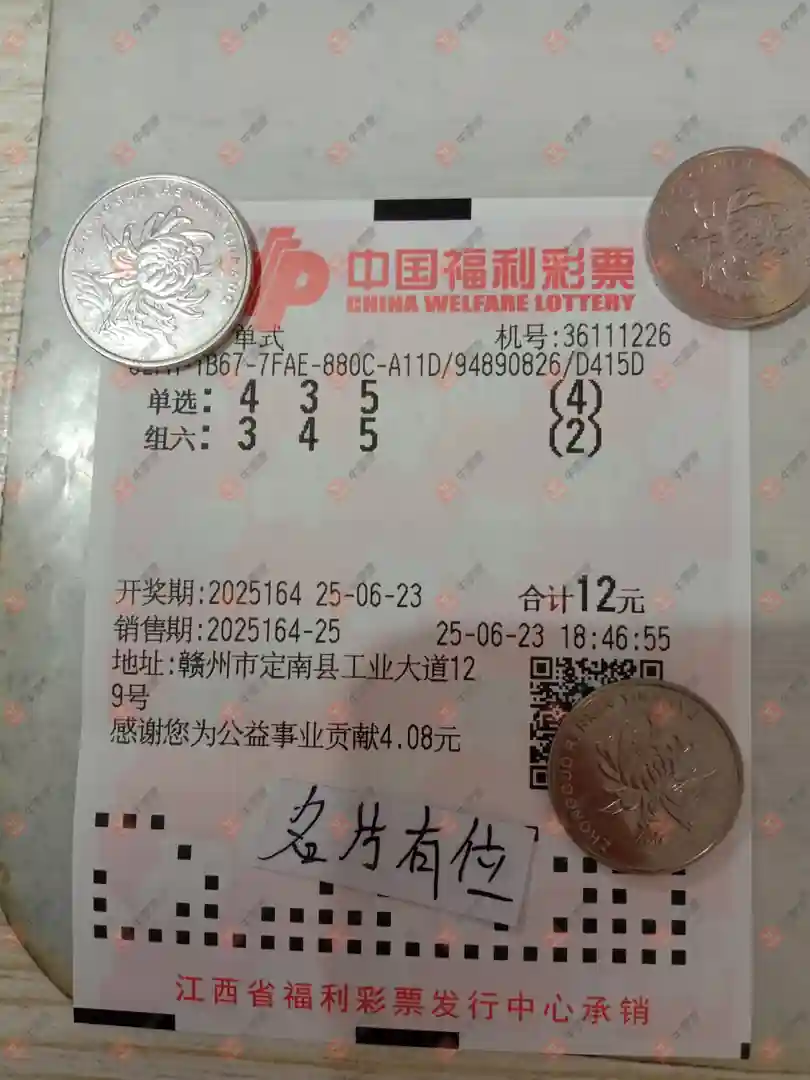 中国福利彩票
CHINA WELFARE LOTTERY
单式 机号:36111226
1B67-7FAE-880C-A11D/94890826/D415D
单选: 4 3 5 (4)
组六: 3 4 5 (2)
开奖期:2025164 25-06-23 合计12元
销售期:2025164-25 25-06-23 18:46:55
地址:赣州市定南县工业大道12
9号
感谢您为公益事业贡献4.08元
名片有位
江西省福利彩票发行中心承销